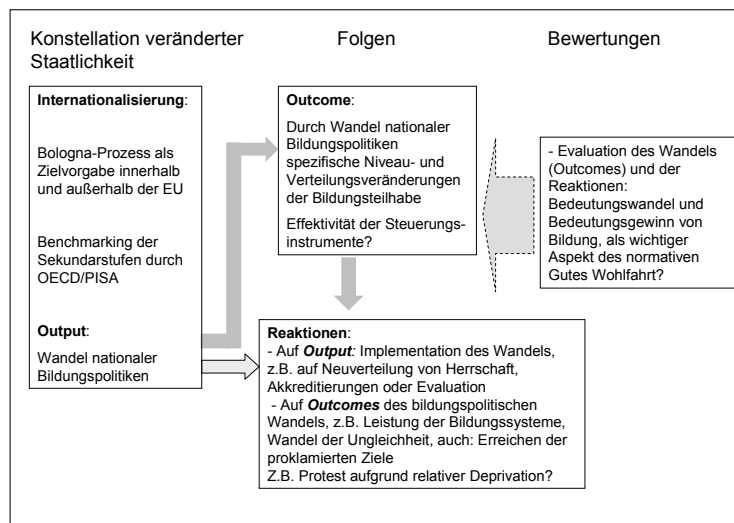 Konstellation veränderter
Staatlichkeit
Folgen
Bewertungen
Internationalisierung:
Bologna-Prozess als
Zielvorgabe innerhalb
und außerhalb der EU
Benchmarking der
Sekundarstufen durch
OECD/PISA
Output:
Wandel nationaler
Bildungspolitiken
Outcome:
Durch Wandel nationaler
Bildungspolitiken
spezifische Niveau- und
Verteilungsveränderungen
der Bildungsteilhabe
Effektivität der Steuerungs-
instrumente?
- Evaluation des Wandels
(Outcomes) und der
Reaktionen:
Bedeutungswandel und
Bedeutungsgewinn von
Bildung, als wichtiger
Aspekt des normativen
Gutes Wohlfahrt?
Reaktionen:
- Auf Output: Implementation des Wandels,
z.B. auf Neuverteilung von Herrschaft,
Akkreditierungen oder Evaluation
- Auf Outcomes des bildungspolitischen
Wandels, z.B. Leistung der Bildungssysteme,
Wandel der Ungleichheit, auch: Erreichen der
proklamierten Ziele
Z.B. Protest aufgrund relativer Deprivation?